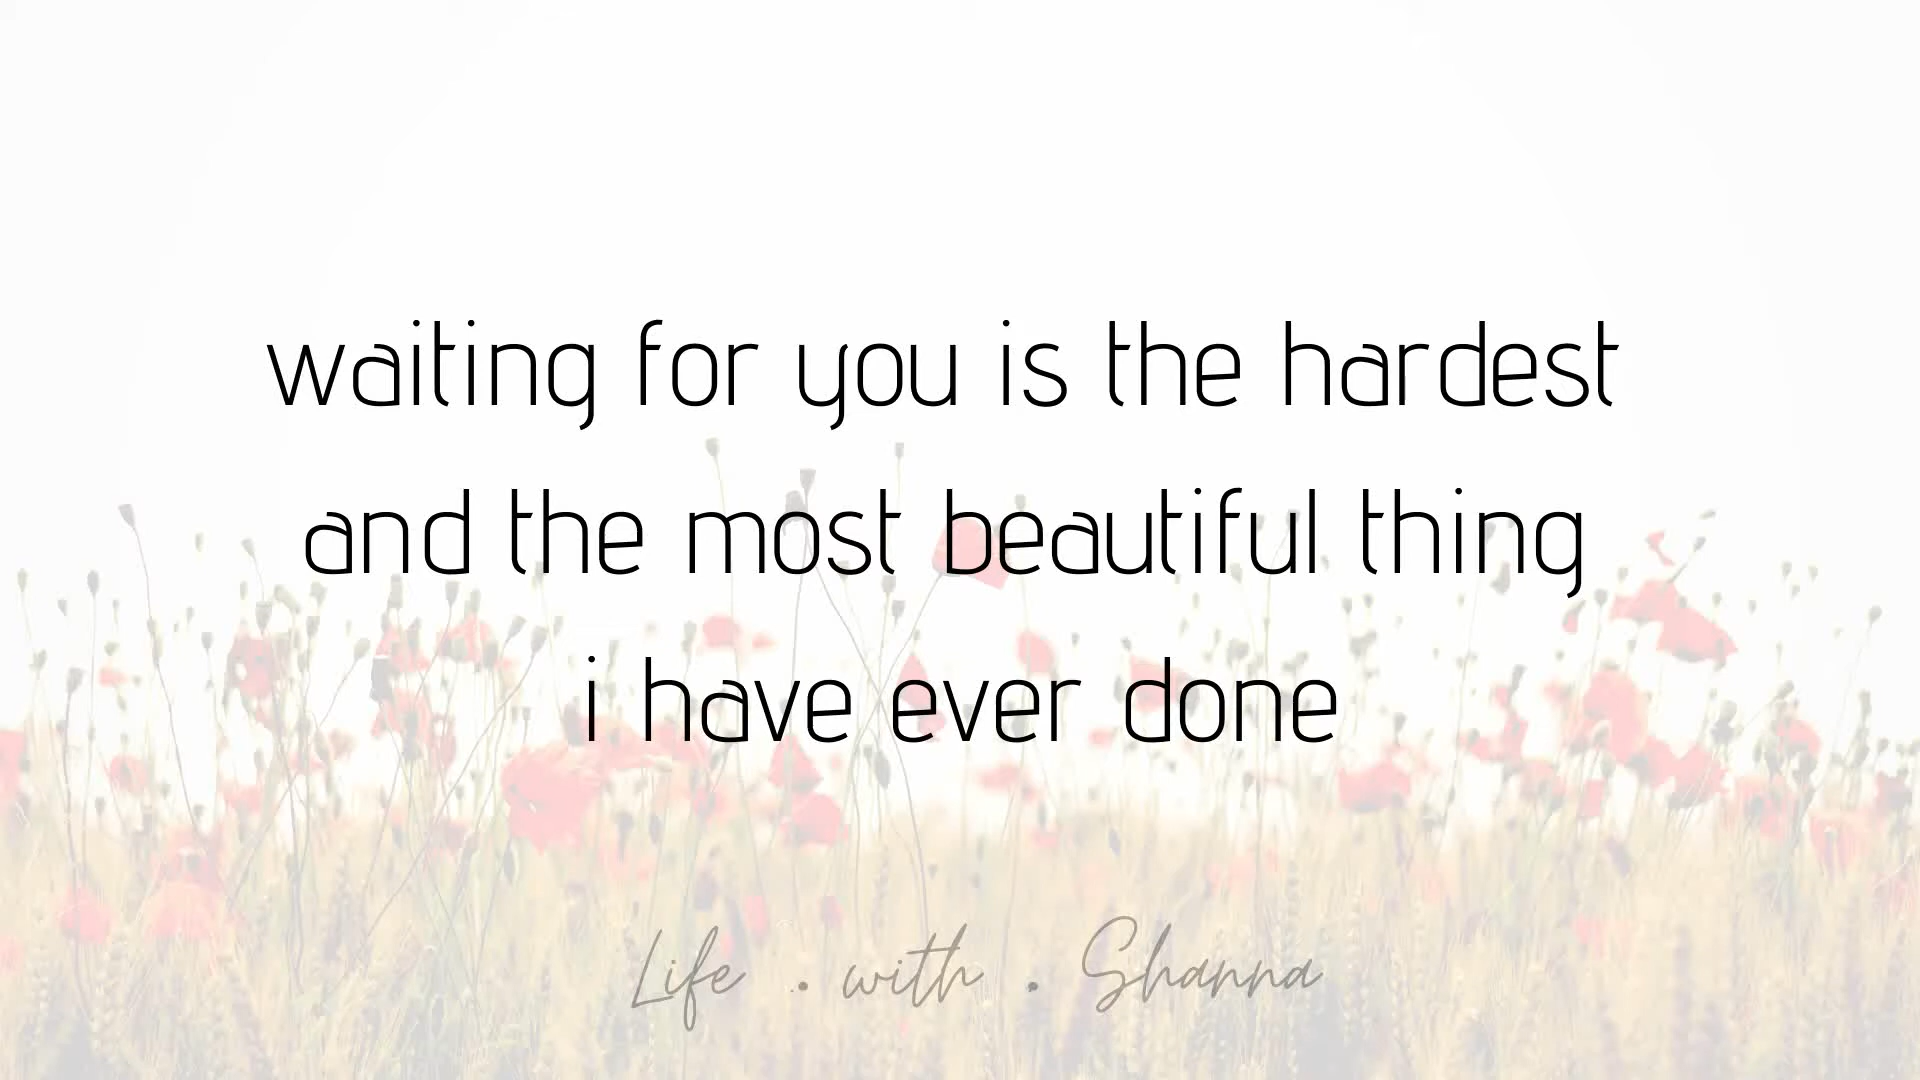 waiting for you is the hardest
and the most beautiful thing
i have ever done
Life . with . Shanna